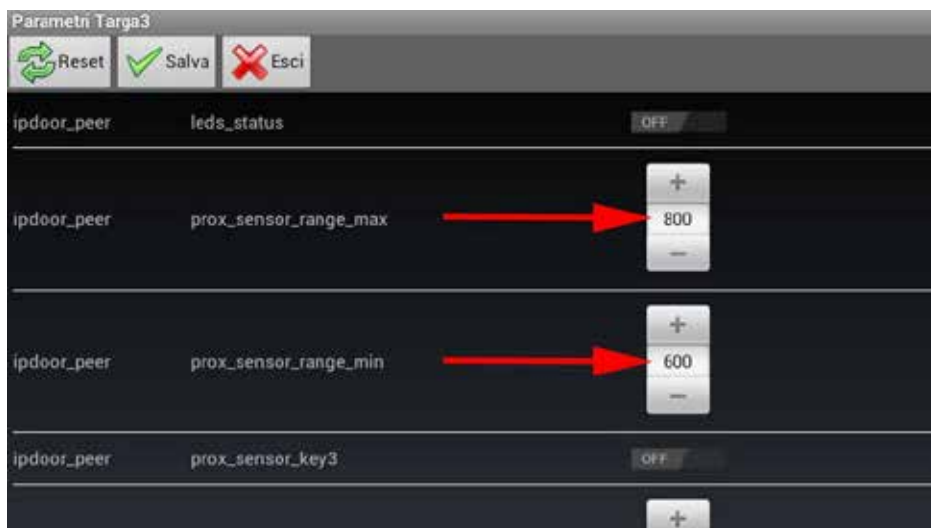 Parametri Targa3
Reset Salva Esci
ipdoor_peer leds_status OFF
+
ipdoor_peer prox_sensor_range_max 800
−
+
ipdoor_peer prox_sensor_range_min 600
−
ipdoor_peer prox_sensor_key3 OFF
+